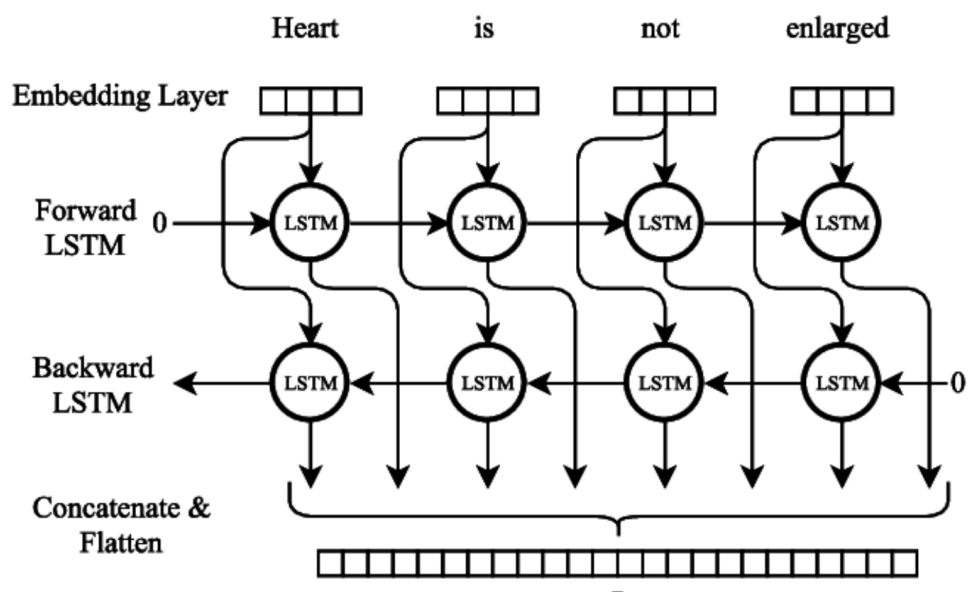 Heart is not enlarged
Embedding Layer
Forward
LSTM
0 LSTM LSTM LSTM LSTM
Backward
LSTM
LSTM LSTM LSTM LSTM 0
Concatenate &
Flatten